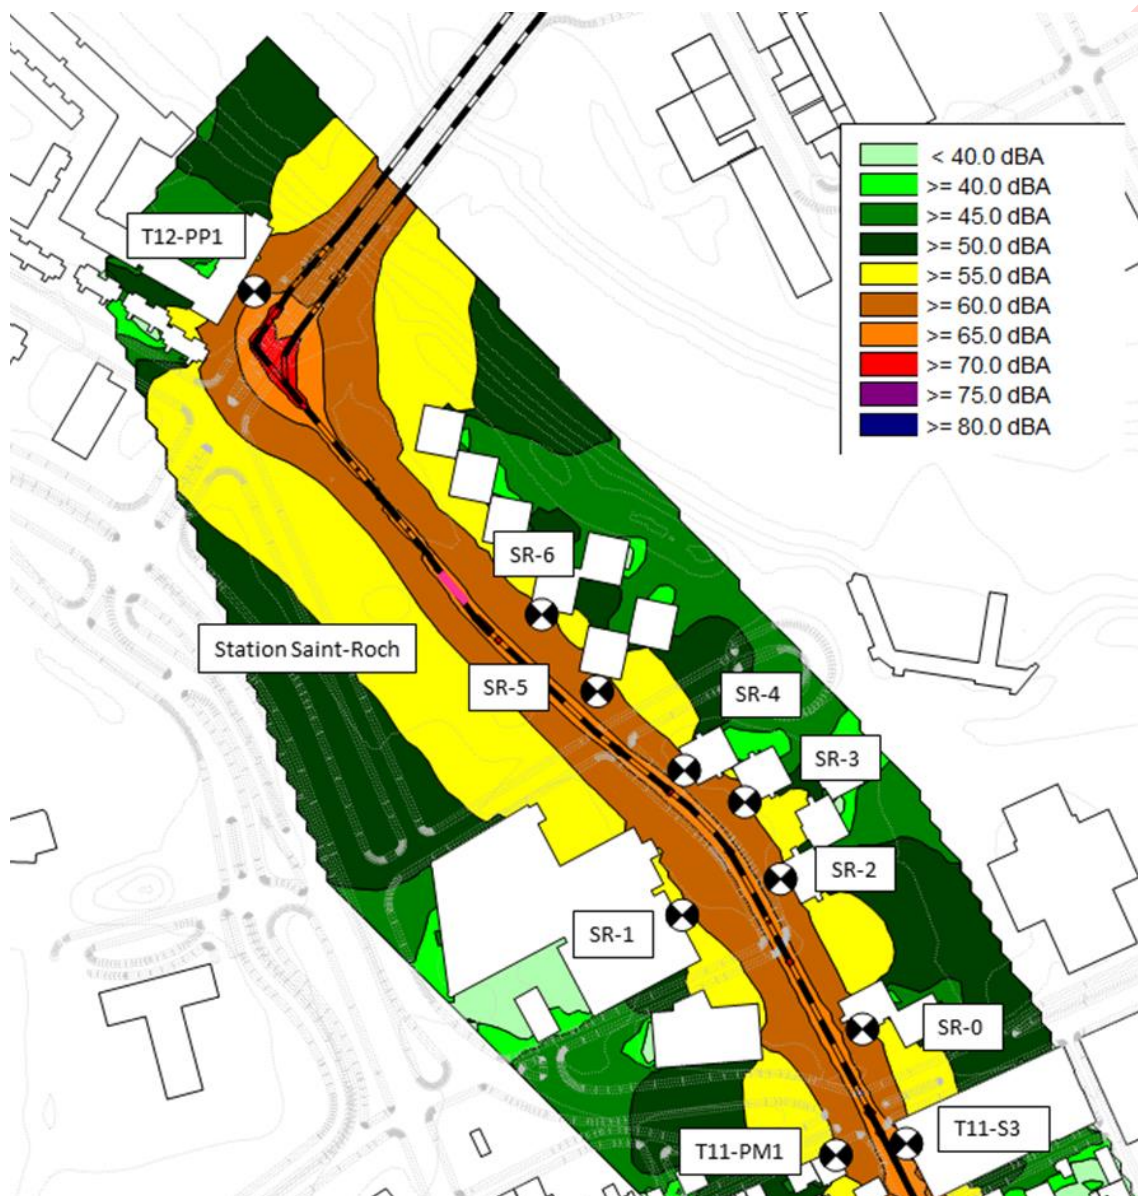 < 40.0 dBA
>= 40.0 dBA
>= 45.0 dBA
>= 50.0 dBA
>= 55.0 dBA
>= 60.0 dBA
>= 65.0 dBA
>= 70.0 dBA
>= 75.0 dBA
>= 80.0 dBA
T12-PP1
SR-6
Station Saint-Roch
SR-5
SR-4
SR-3
SR-2
SR-1
SR-0
T11-S3
T11-PM1